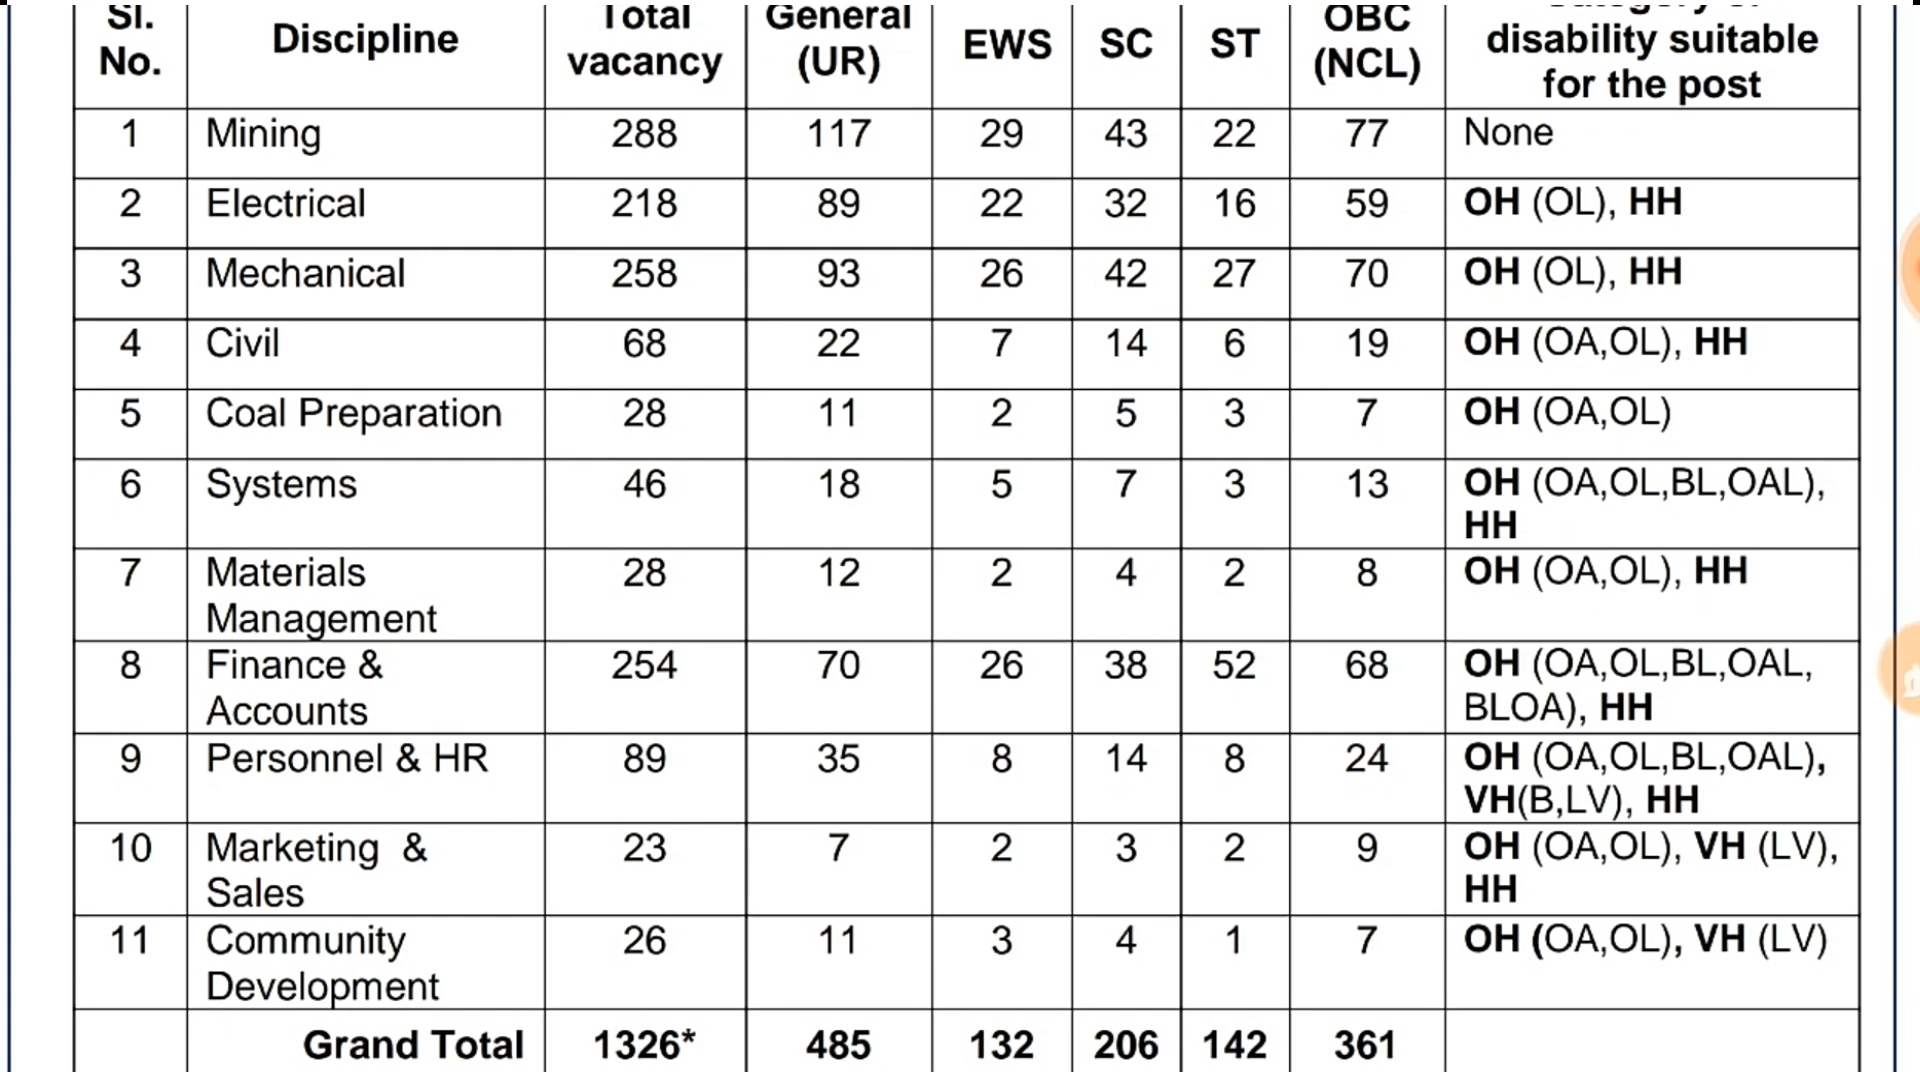 Sl. No. Discipline Total vacancy General (UR) EWS SC ST OBC (NCL) disability suitable for the post
1 Mining 288 117 29 43 22 77 None
2 Electrical 218 89 22 32 16 59 OH (OL), HH
3 Mechanical 258 93 26 42 27 70 OH (OL), HH
4 Civil 68 22 7 14 6 19 OH (OA,OL), HH
5 Coal Preparation 28 11 2 5 3 7 OH (OA,OL)
6 Systems 46 18 5 7 3 13 OH (OA,OL,BL,OAL), HH
7 Materials Management 28 12 2 4 2 8 OH (OA,OL), HH
8 Finance & Accounts 254 70 26 38 52 68 OH (OA,OL,BL,OAL, BLOA), HH
9 Personnel & HR 89 35 8 14 8 24 OH (OA,OL,BL,OAL), VH(B,LV), HH
10 Marketing & Sales 23 7 2 3 2 9 OH (OA,OL), VH (LV), HH
11 Community Development 26 11 3 4 1 7 OH (OA,OL), VH (LV)
Grand Total 1326* 485 132 206 142 361